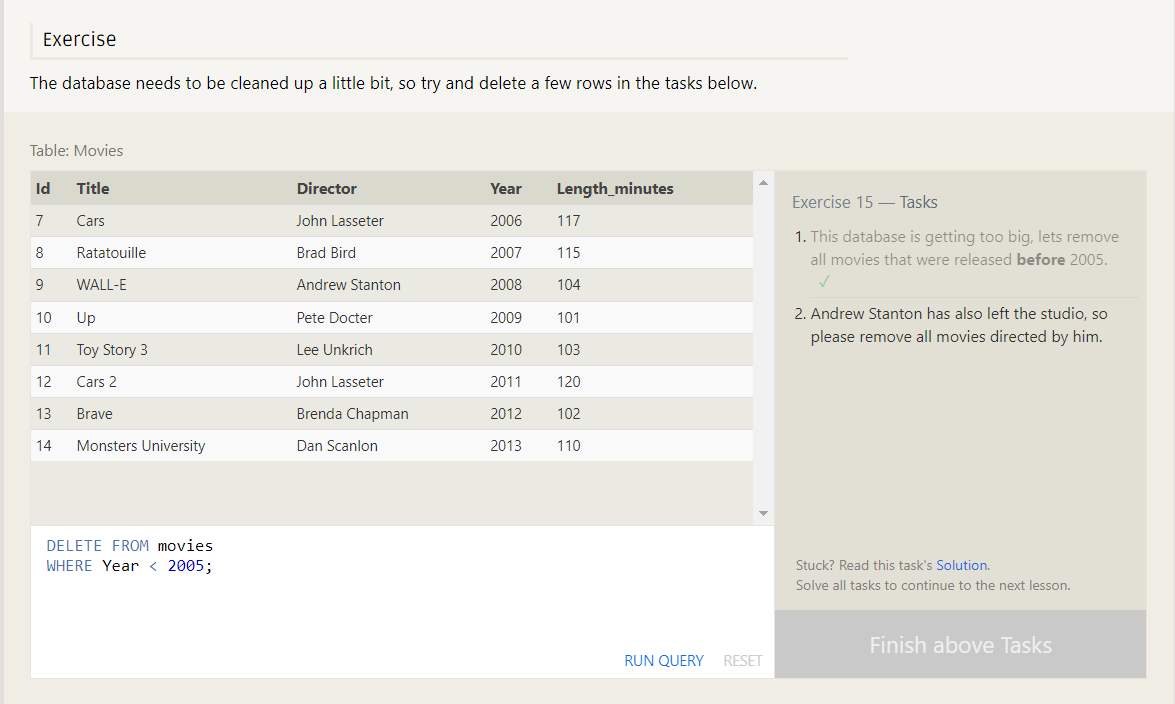 Exercise
The database needs to be cleaned up a little bit, so try and delete a few rows in the tasks below.
Table: Movies
Id Title Director Year Length_minutes
7 Cars John Lasseter 2006 117
8 Ratatouille Brad Bird 2007 115
9 WALL-E Andrew Stanton 2008 104
10 Up Pete Docter 2009 101
11 Toy Story 3 Lee Unkrich 2010 103
12 Cars 2 John Lasseter 2011 120
13 Brave Brenda Chapman 2012 102
14 Monsters University Dan Scanlon 2013 110
DELETE FROM movies
WHERE Year < 2005;
RUN QUERY RESET
Exercise 15 — Tasks
1. This database is getting too big, lets remove
all movies that were released before 2005.
✓
2. Andrew Stanton has also left the studio, so
please remove all movies directed by him.
Stuck? Read this task's Solution.
Solve all tasks to continue to the next lesson.
Finish above Tasks